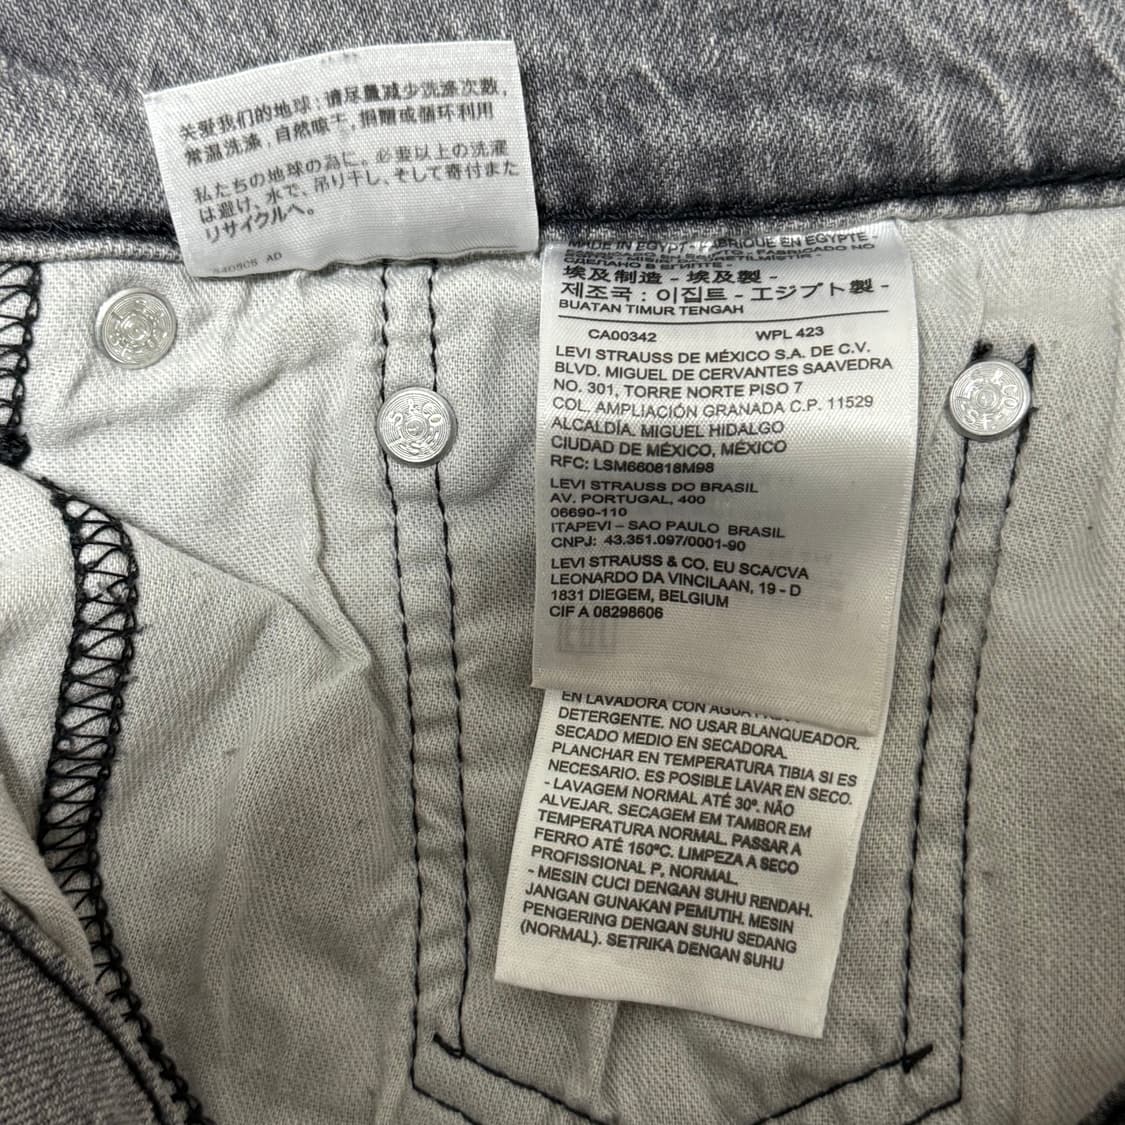 关爱我们的地球：请尽量减少洗涤次数，
常温洗涤，自然晾干，捐赠或循环利用
私たちの地球の為に。必要以上の洗濯
は避け、水で、吊り干し、そして寄付また
リサイクルへ。
AD
MADE IN EGYPT - FABRIQUÉ EN EGYPTE -
СДЕЛАНО В ЕГИПТЕ
埃及制造 - 埃及製 -
제조국 : 이집트 - エジプト製 -
BUATAN TIMUR TENGAH
CA00342 WPL 423
LEVI STRAUSS DE MÉXICO S.A. DE C.V.
BLVD. MIGUEL DE CERVANTES SAAVEDRA
NO. 301, TORRE NORTE PISO 7
COL. AMPLIACIÓN GRANADA C.P. 11529
ALCALDÍA. MIGUEL HIDALGO
CIUDAD DE MÉXICO, MÉXICO
RFC: LSM660818M98
LEVI STRAUSS DO BRASIL
AV. PORTUGAL, 400
06690-110
ITAPEVI – SAO PAULO BRASIL
CNPJ: 43.351.097/0001-90
LEVI STRAUSS & CO. EU SCA/CVA
LEONARDO DA VINCILAAN, 19 - D
1831 DIEGEM, BELGIUM
CIF A 08298606
EN LAVADORA CON AGUA
DETERGENTE. NO USAR BLANQUEADOR.
SECADO MEDIO EN SECADORA.
PLANCHAR EN TEMPERATURA TIBIA SI ES
NECESARIO. ES POSIBLE LAVAR EN SECO.
- LAVAGEM NORMAL ATÉ 30º. NÃO
ALVEJAR. SECAGEM EM TAMBOR EM
TEMPERATURA NORMAL. PASSAR A
FERRO ATÉ 150ºC. LIMPEZA A SECO
PROFISSIONAL P, NORMAL.
- MESIN CUCI DENGAN SUHU RENDAH.
JANGAN GUNAKAN PEMUTIH. MESIN
PENGERING DENGAN SUHU SEDANG
(NORMAL). SETRIKA DENGAN SUHU